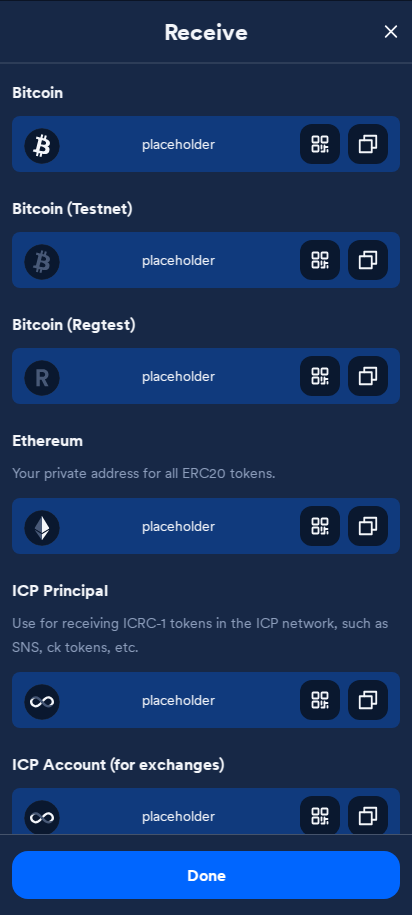 Receive
Bitcoin
placeholder
Bitcoin (Testnet)
placeholder
Bitcoin (Regtest)
R
placeholder
Ethereum
Your private address for all ERC20 tokens.
placeholder
ICP Principal
Use for receiving ICRC-1 tokens in the ICP network, such as
SNS, ck tokens, etc.
placeholder
ICP Account (for exchanges)
placeholder
Done